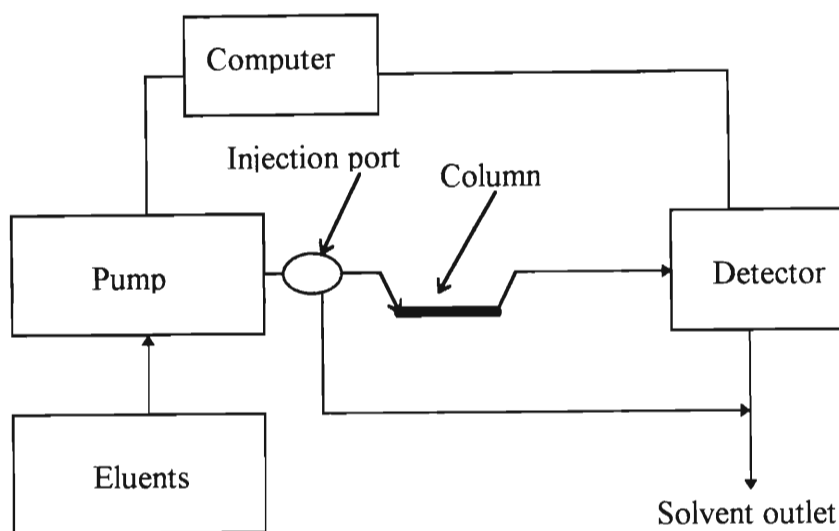 Computer
Injection port
Column
Pump
Detector
Eluents
Solvent outlet